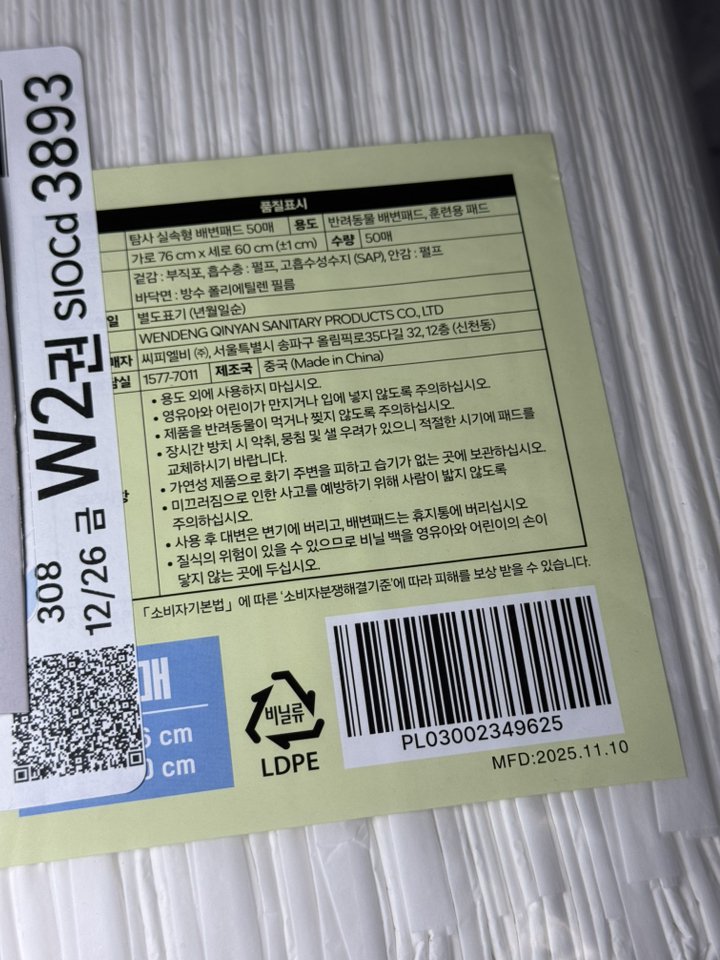 308
12/26 금 W2권 SIOCd 3893
품질표시
탐사 실속형 배변패드 50매 용도 반려동물 배변패드, 훈련용 패드
가로 76 cm x 세로 60 cm (±1 cm) 수량 50매
겉감 : 부직포, 흡수층 : 펄프, 고흡수성수지 (SAP), 안감 : 펄프
바닥면 : 방수 폴리에틸렌 필름
일 별도표기 (년월일순)
WENDENG QINYAN SANITARY PRODUCTS CO., LTD
매자 씨피엘비 ㈜, 서울특별시 송파구 올림픽로35다길 32, 12층 (신천동)
담실 1577-7011 제조국 중국 (Made in China)
• 용도 외에 사용하지 마십시오.
• 영유아와 어린이가 만지거나 입에 넣지 않도록 주의하십시오.
• 제품을 반려동물이 먹거나 찢지 않도록 주의하십시오.
• 장시간 방치 시 악취, 뭉침 및 샐 우려가 있으니 적절한 시기에 패드를
교체하시기 바랍니다.
• 가연성 제품으로 화기 주변을 피하고 습기가 없는 곳에 보관하십시오.
• 미끄러짐으로 인한 사고를 예방하기 위해 사람이 밟지 않도록
주의하십시오.
• 사용 후 대변은 변기에 버리고, 배변패드는 휴지통에 버리십시오
• 질식의 위험이 있을 수 있으므로 비닐 백을 영유아와 어린이의 손이
닿지 않는 곳에 두십시오.
항
「소비자기본법」에 따른 '소비자분쟁해결기준'에 따라 피해를 보상 받을 수 있습니다.
매
6 cm
0 cm
비닐류
LDPE
PL03002349625
MFD:2025.11.10